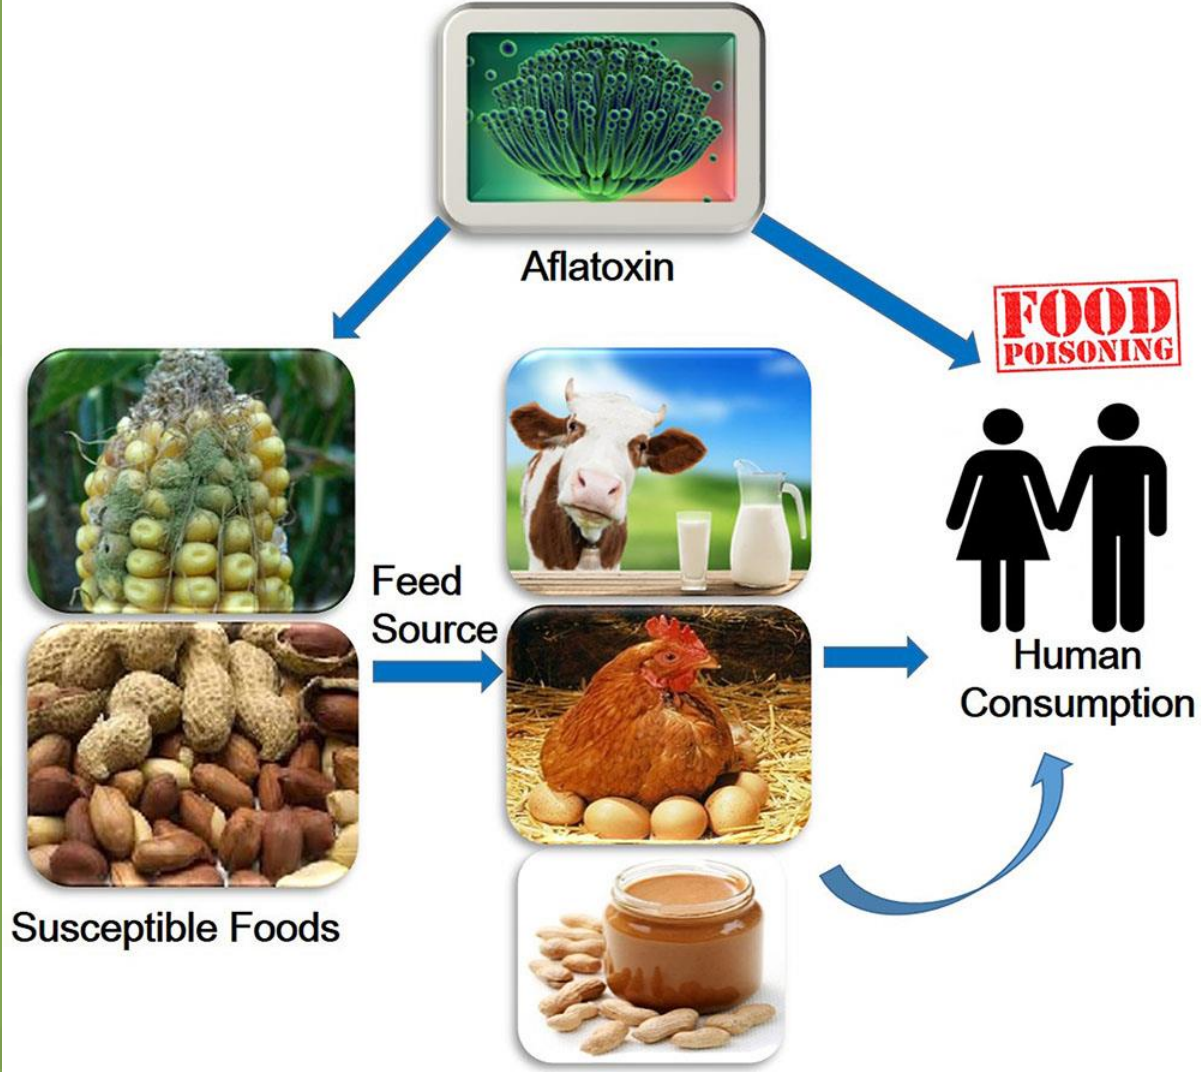 Aflatoxin
FOOD
POISONING
Feed
Source
Human
Consumption
Susceptible Foods